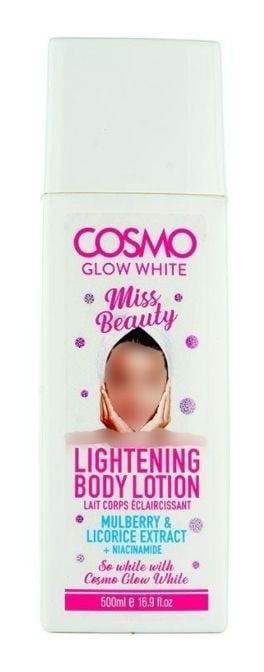 COSMO
GLOW WHITE
Miss
Beauty
LIGHTENING
BODY LOTION
LAIT CORPS ÉCLAIRCISSANT
MULBERRY &
LICORICE EXTRACT
+ NIACINAMIDE
So white with
Cosmo Glow White
500ml e 16.9 fl.oz